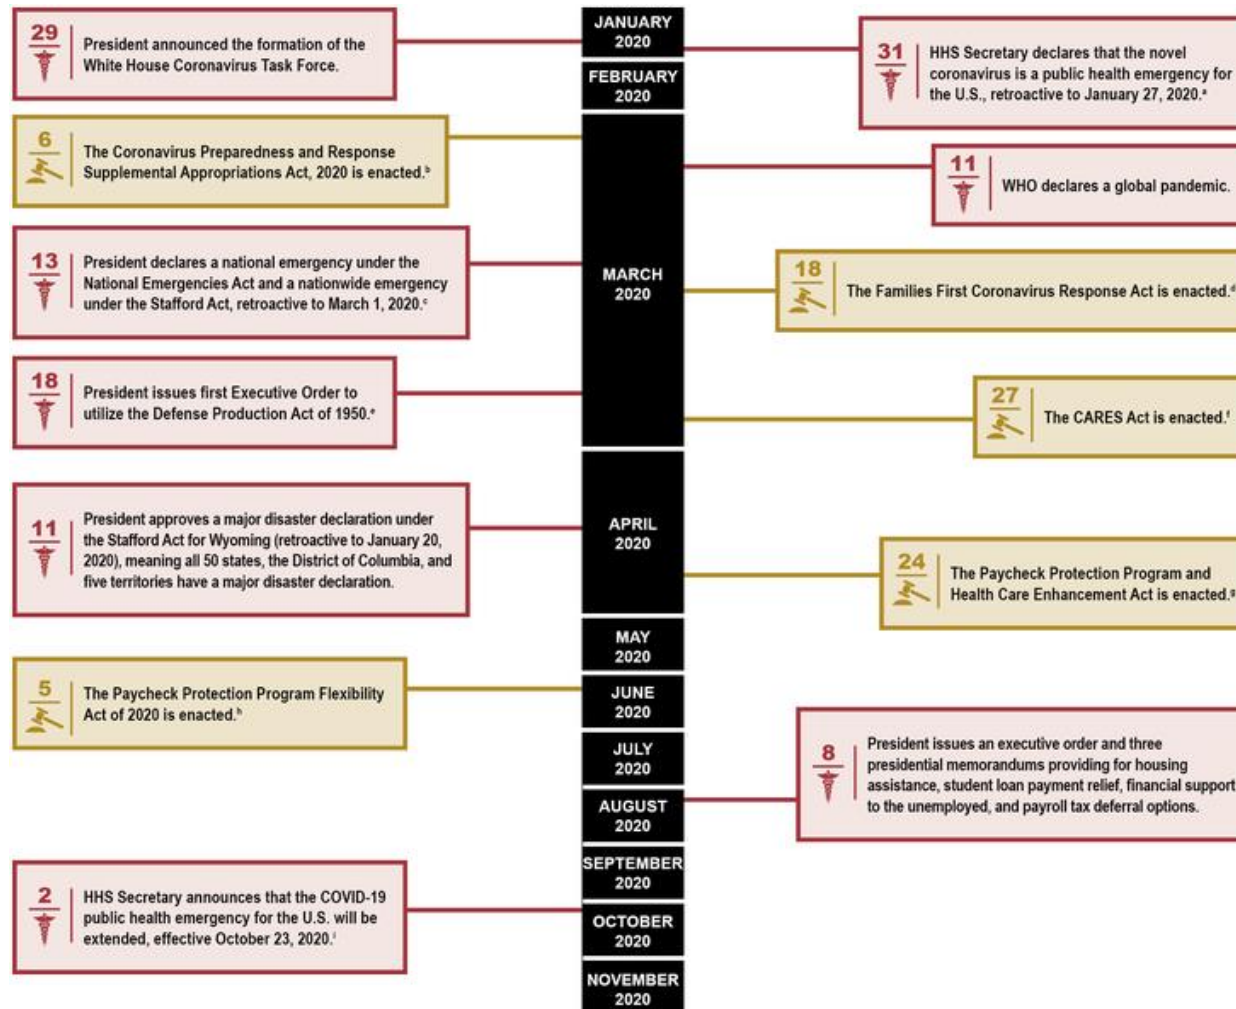 JANUARY
2020
29
President announced the formation of the
White House Coronavirus Task Force.
31
HHS Secretary declares that the novel
coronavirus is a public health emergency for
the U.S., retroactive to January 27, 2020.ᵃ
FEBRUARY
2020
MARCH
2020
6
The Coronavirus Preparedness and Response
Supplemental Appropriations Act, 2020 is enacted.ᵇ
11
WHO declares a global pandemic.
13
President declares a national emergency under the
National Emergencies Act and a nationwide emergency
under the Stafford Act, retroactive to March 1, 2020.ᶜ
18
The Families First Coronavirus Response Act is enacted.ᵈ
18
President issues first Executive Order to
utilize the Defense Production Act of 1950.ᵉ
27
The CARES Act is enacted.ᶠ
APRIL
2020
11
President approves a major disaster declaration under
the Stafford Act for Wyoming (retroactive to January 20,
2020), meaning all 50 states, the District of Columbia, and
five territories have a major disaster declaration.
24
The Paycheck Protection Program and
Health Care Enhancement Act is enacted.ᵍ
MAY
2020
JUNE
2020
5
The Paycheck Protection Program Flexibility
Act of 2020 is enacted.ʰ
JULY
2020
AUGUST
2020
8
President issues an executive order and three
presidential memorandums providing for housing
assistance, student loan payment relief, financial support
to the unemployed, and payroll tax deferral options.
SEPTEMBER
2020
OCTOBER
2020
2
HHS Secretary announces that the COVID-19
public health emergency for the U.S. will be
extended, effective October 23, 2020.ⁱ
NOVEMBER
2020